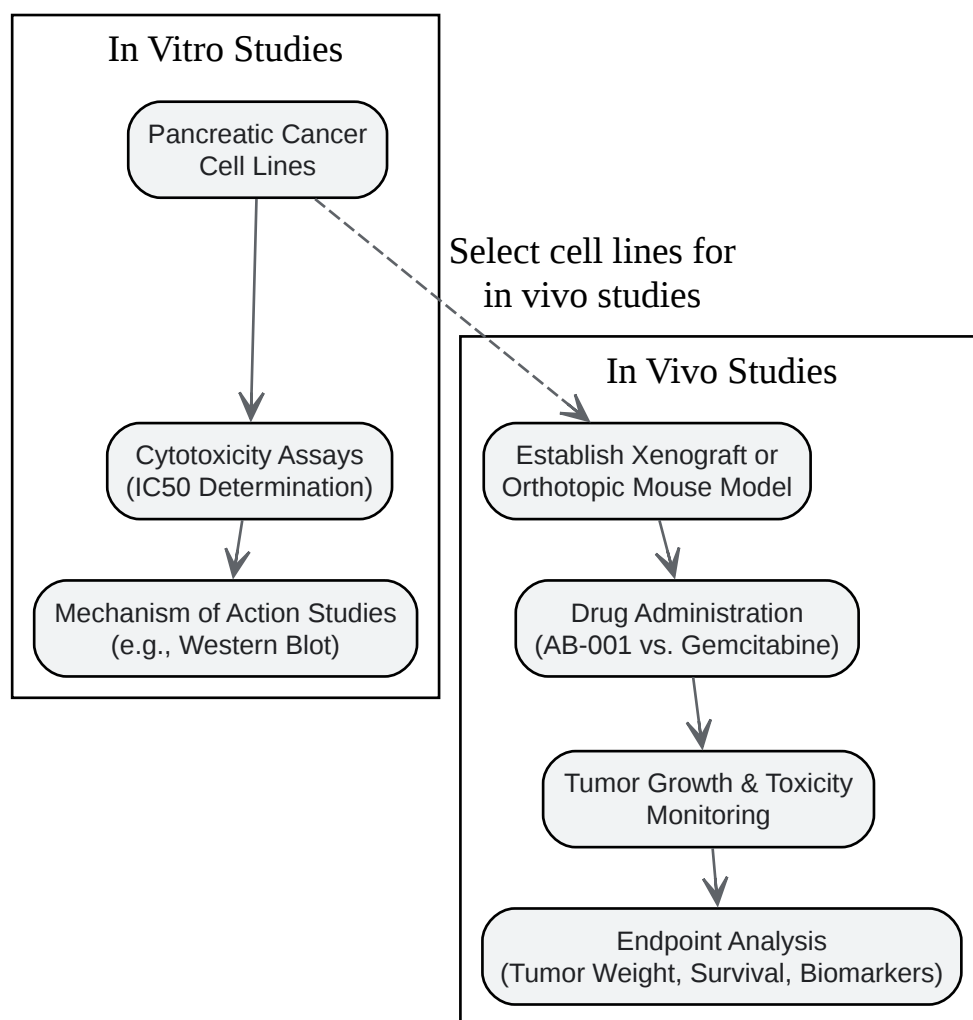 In Vitro Studies
Pancreatic Cancer
Cell Lines
Select cell lines for
in vivo studies
In Vivo Studies
Cytotoxicity Assays
(IC50 Determination)
Establish Xenograft or
Orthotopic Mouse Model
Mechanism of Action Studies
(e.g., Western Blot)
Drug Administration
(AB-001 vs. Gemcitabine)
Tumor Growth & Toxicity
Monitoring
Endpoint Analysis
(Tumor Weight, Survival, Biomarkers)